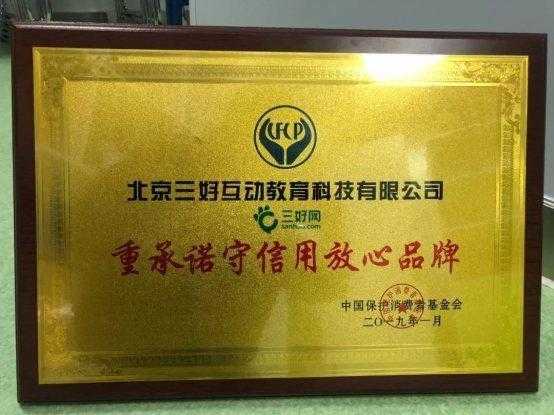 CFCP
北京三好互动教育科技有限公司
三好网
sanhao.com
重承诺守信用放心品牌
中国保护消费者基金会
二〇一九年一月